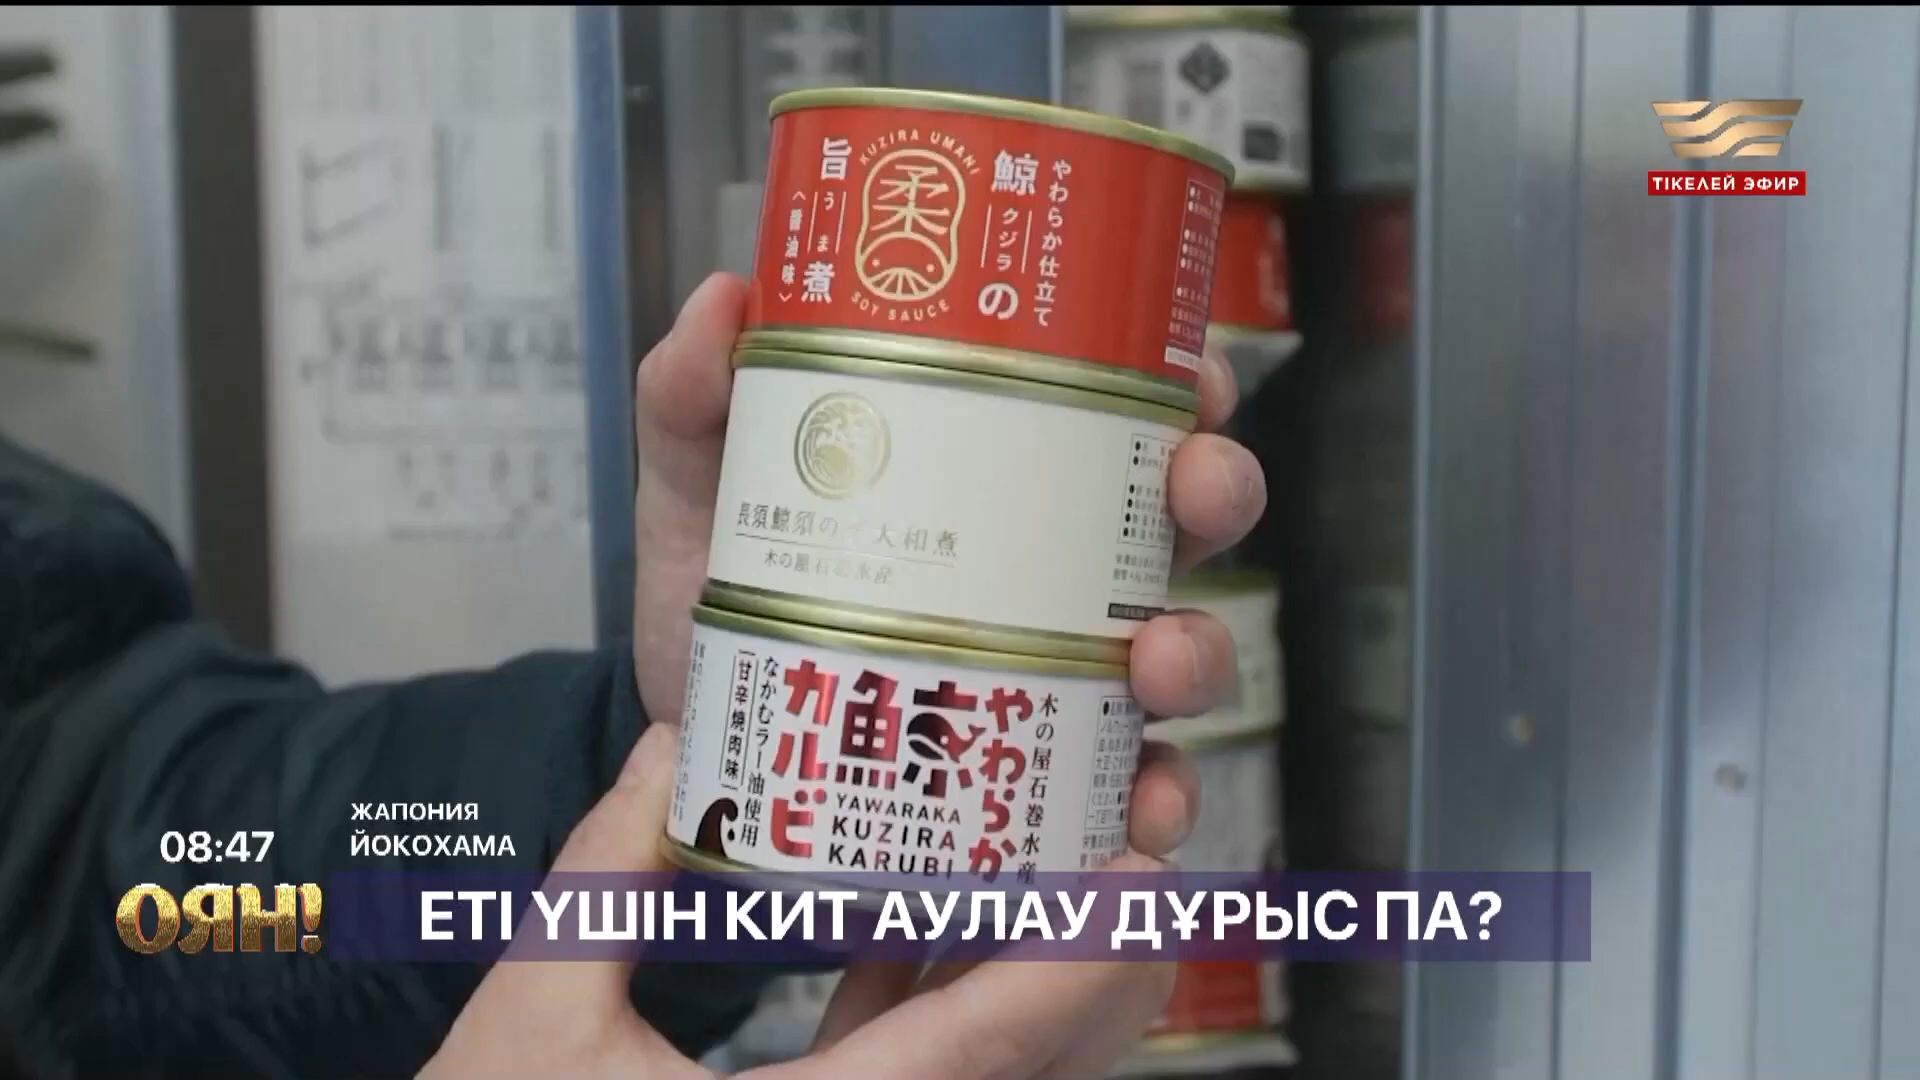 ТІКЕЛЕЙ ЭФИР
やわらか仕立て
鯨の
クジラ
KUZIRA UMANI
柔
SOY SAUCE
旨煮
うま
〈醤油味〉
長須鯨須の子大和煮
木の屋石巻水産
木の屋石巻水産
やわらか
鯨
カルビ
YAWARAKA
KUZIRA
KARUBI
なかむラー油使用
甘辛焼肉味
ЖАПОНИЯ
08:47
ЙОКОХАМА
ОЯН!
ЕТІ ҮШІН КИТ АУЛАУ ДҰРЫС ПА?